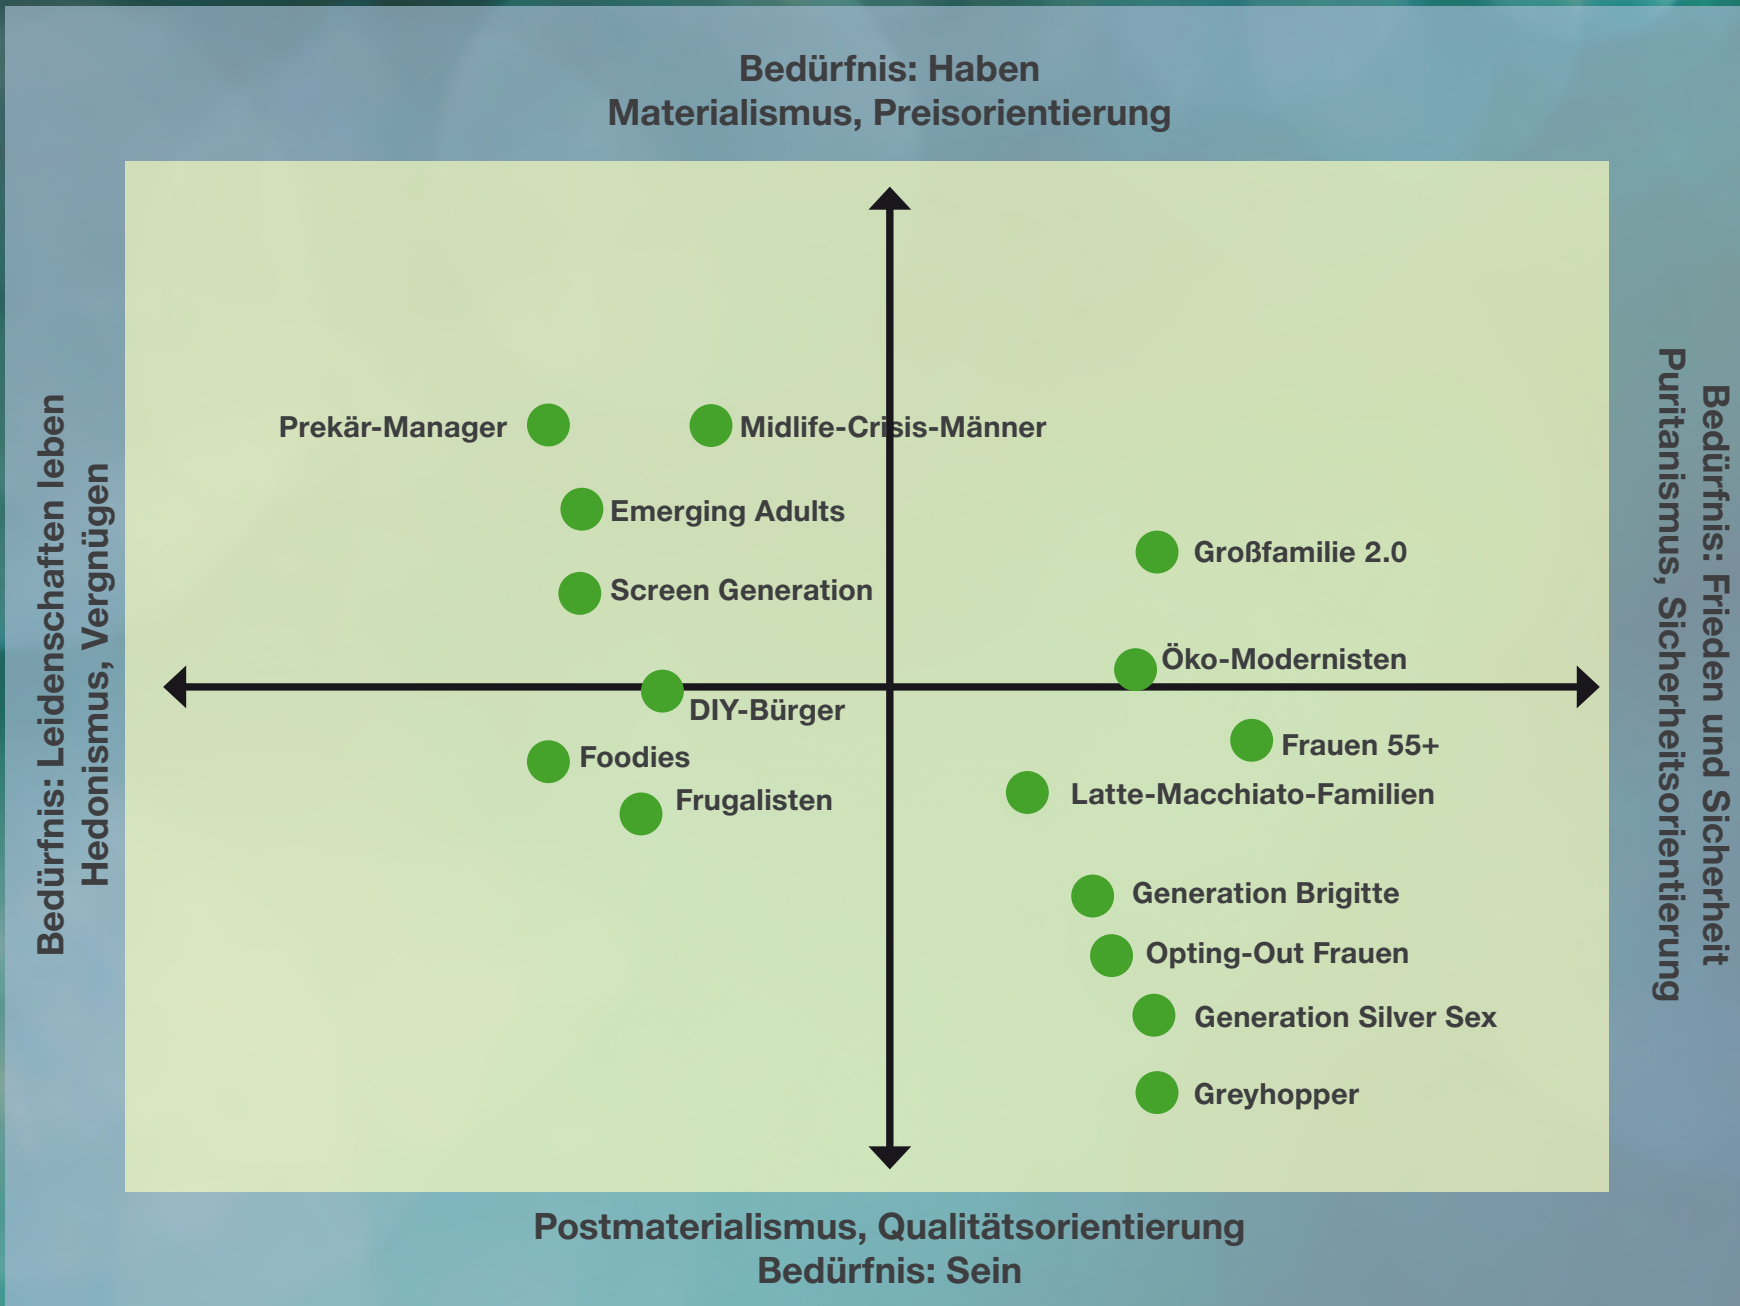 Bedürfnis: Haben
Materialismus, Preisorientierung
Bedürfnis: Leidenschaften leben
Hedonismus, Vergnügen
Prekär-Manager
Midlife-Crisis-Männer
Emerging Adults
Screen Generation
Großfamilie 2.0
Öko-Modernisten
DIY-Bürger
Frauen 55+
Foodies
Latte-Macchiato-Familien
Frugalisten
Generation Brigitte
Opting-Out Frauen
Generation Silver Sex
Greyhopper
Bedürfnis: Frieden und Sicherheit
Puritanismus, Sicherheitsorientierung
Postmaterialismus, Qualitätsorientierung
Bedürfnis: Sein